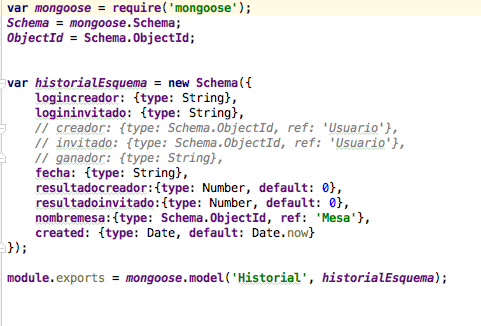 var mongoose = require('mongoose');
Schema = mongoose.Schema;
ObjectId = Schema.ObjectId;
var historialEsquema = new Schema({
logincreador: {type: String},
logininvitado: {type: String},
// creador: {type: Schema.ObjectId, ref: 'Usuario'},
// invitado: {type: Schema.ObjectId, ref: 'Usuario'},
// ganador: {type: String},
fecha: {type: String},
resultadocreador:{type: Number, default: 0},
resultadoinvitado:{type: Number, default: 0},
nombremesa:{type: Schema.ObjectId, ref: 'Mesa'},
created: {type: Date, default: Date.now}
});
module.exports = mongoose.model('Historial', historialEsquema);